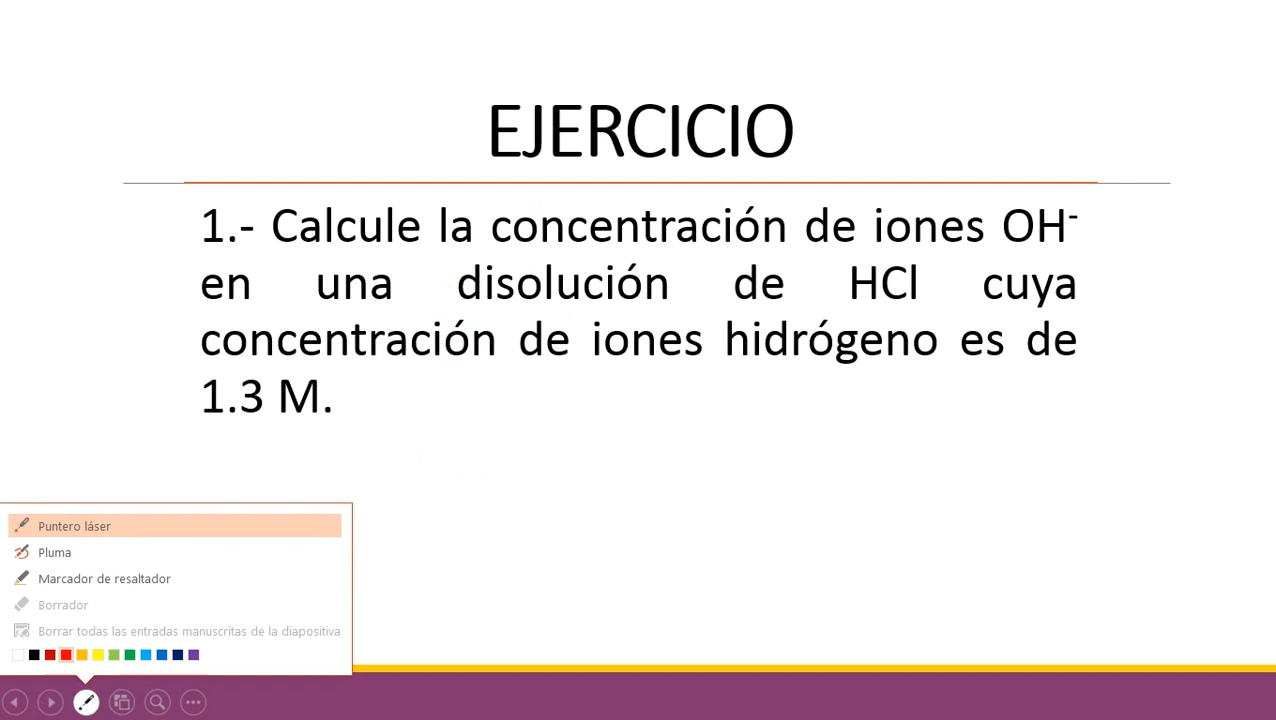 EJERCICIO
1.- Calcule la concentración de iones OH⁻
en una disolución de HCl cuya
concentración de iones hidrógeno es de
1.3 M.
Puntero láser
Pluma
Marcador de resaltador
Borrador
Borrar todas las entradas manuscritas de la diapositiva